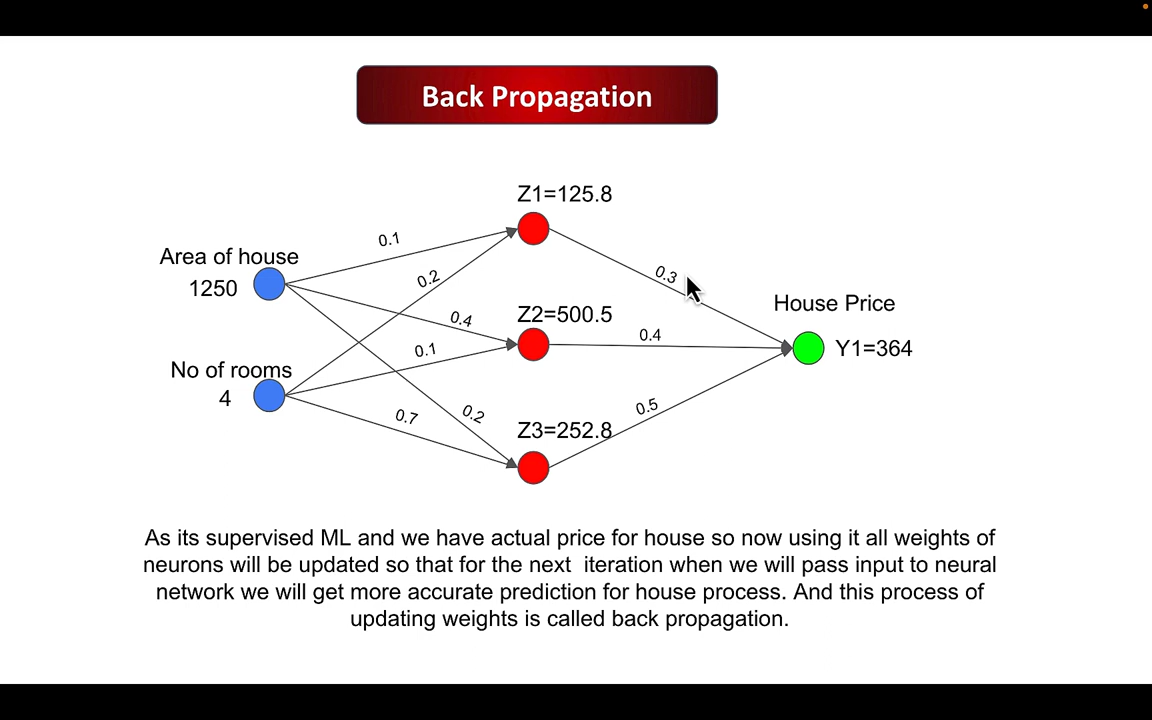 Back Propagation
Z1=125.8
0.1
Area of house
1250
0.2
0.3
House Price
Z2=500.5
0.4
0.4
Y1=364
0.1
No of rooms
4
0.7
0.2
0.5
Z3=252.8
As its supervised ML and we have actual price for house so now using it all weights of
neurons will be updated so that for the next iteration when we will pass input to neural
network we will get more accurate prediction for house process. And this process of
updating weights is called back propagation.